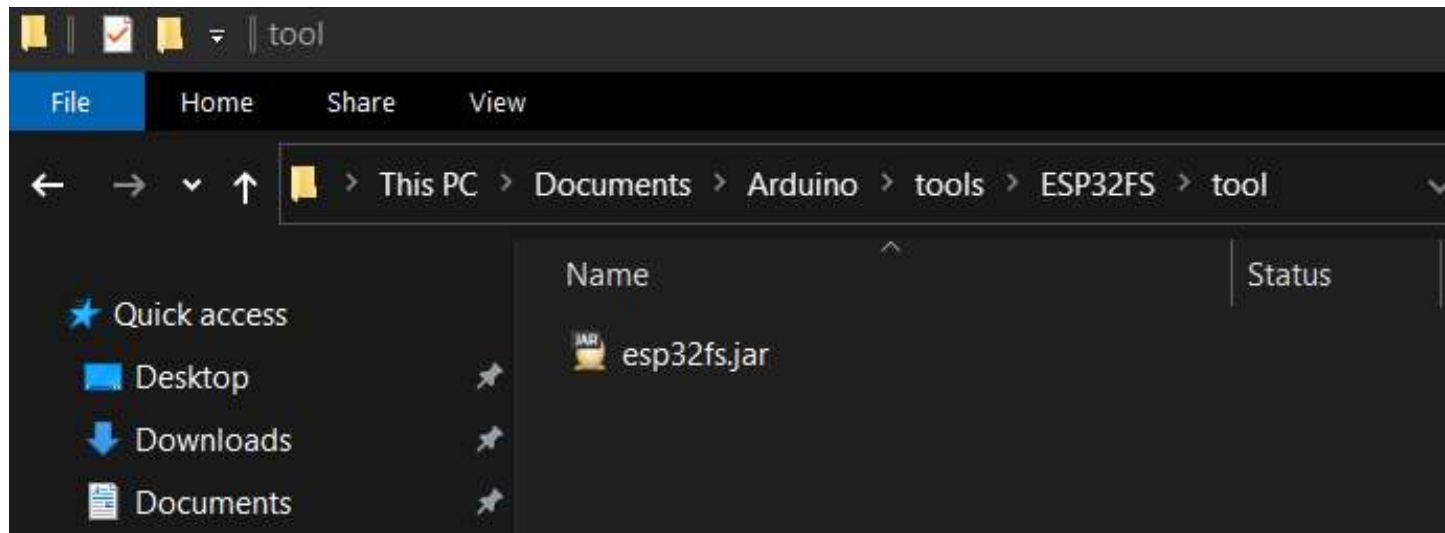 tool
File Home Share View
This PC > Documents > Arduino > tools > ESP32FS > tool
Name Status
Quick access
JAR esp32fs.jar
Desktop
Downloads
Documents